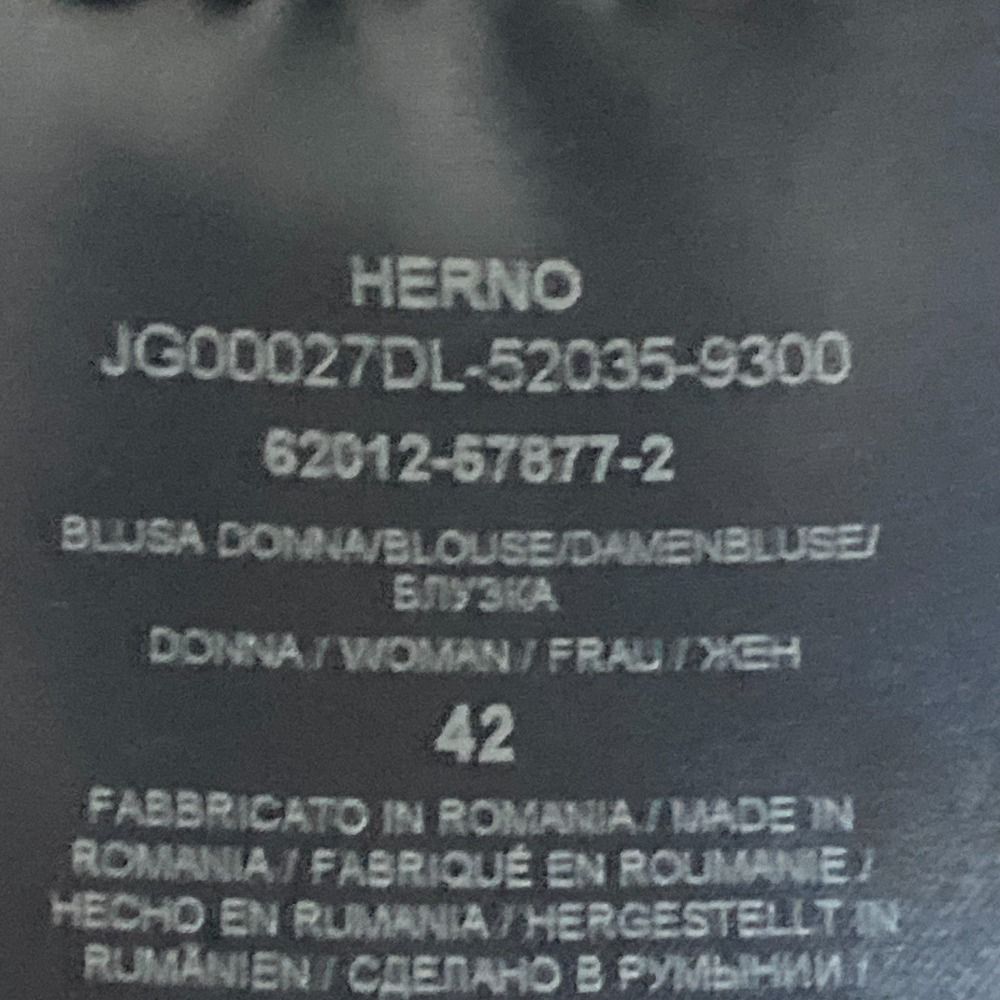 HERNO
JG00027DL-52035-9300
62012-57877-2
BLUSA DONNA/BLOUSE/DAMENBLUSE/
БЛУЗКА
DONNA / WOMAN / FRAU / ЖЕН
42
FABBRICATO IN ROMANIA / MADE IN
ROMANIA / FABRIQUÉ EN ROUMANIE /
HECHO EN RUMANIA / HERGESTELLT IN
RUMÄNIEN / СДЕЛАНО В РУМЫНИИ /